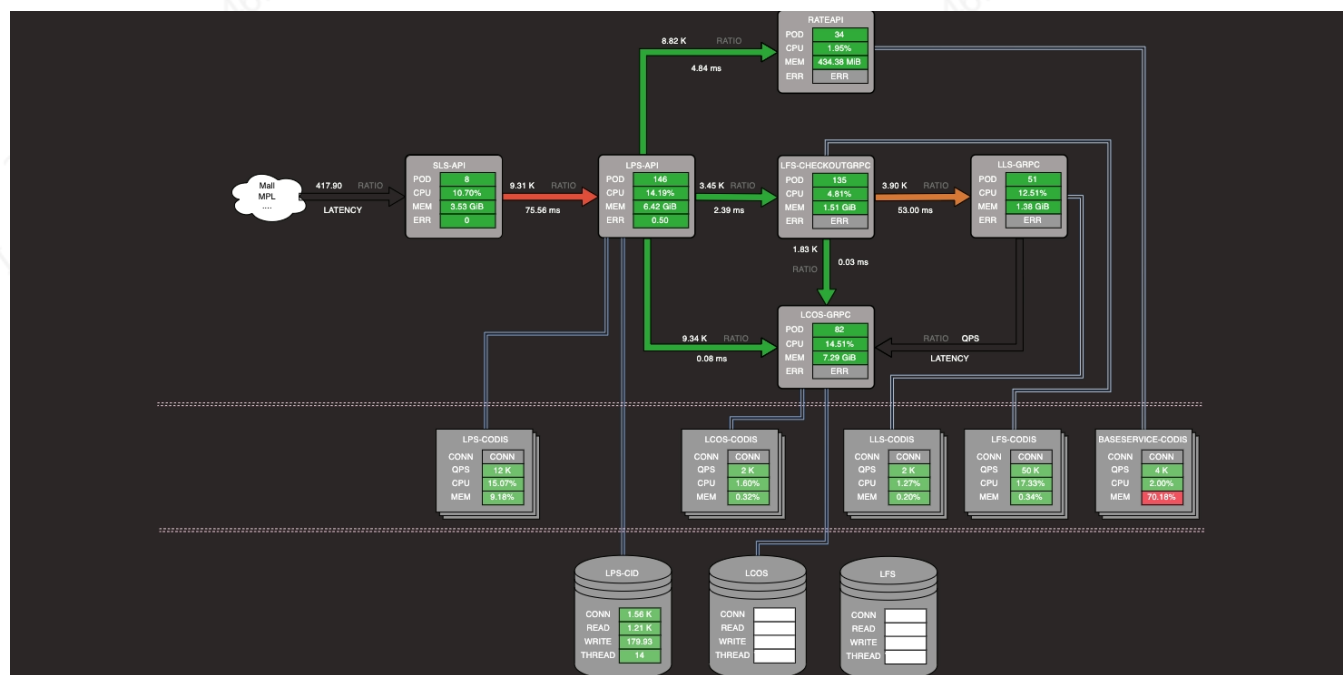 RATEAPI
POD 34
CPU 1.95%
MEM 434.38 MiB
ERR ERR
8.82 K RATIO
4.84 ms
SLS-API
POD 8
CPU 10.70%
MEM 3.53 GiB
ERR 0
LPS-API
POD 146
CPU 14.19%
MEM 6.42 GiB
ERR 0.50
LFS-CHECKOUTGRPC
POD 135
CPU 4.81%
MEM 1.51 GiB
ERR ERR
LLS-GRPC
POD 51
CPU 12.51%
MEM 1.38 GiB
ERR ERR
Mall
MPL
....
417.90 RATIO
LATENCY
9.31 K RATIO
75.56 ms
3.45 K RATIO
2.39 ms
3.90 K RATIO
53.00 ms
1.83 K
RATIO
0.03 ms
LCOS-GRPC
POD 82
CPU 14.51%
MEM 7.29 GiB
ERR ERR
9.34 K RATIO
0.08 ms
RATIO QPS
LATENCY
LPS-CODIS
CONN CONN
QPS 12 K
CPU 15.07%
MEM 9.18%
LCOS-CODIS
CONN CONN
QPS 2 K
CPU 1.60%
MEM 0.32%
LLS-CODIS
CONN CONN
QPS 2 K
CPU 1.27%
MEM 0.20%
LFS-CODIS
CONN CONN
QPS 50 K
CPU 17.33%
MEM 0.34%
BASESERVICE-CODIS
CONN CONN
QPS 4 K
CPU 2.00%
MEM 70.18%
LPS-CID
CONN 1.56 K
READ 1.21 K
WRITE 179.93
THREAD 14
LCOS
CONN
READ
WRITE
THREAD
LFS
CONN
READ
WRITE
THREAD